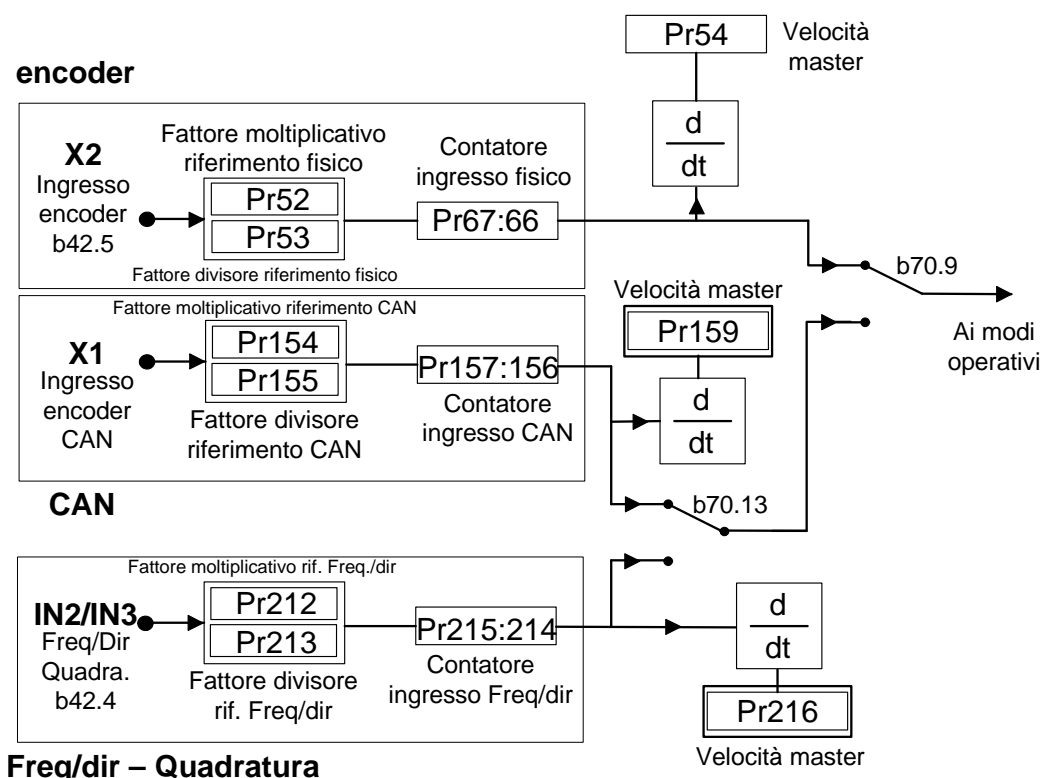 Pr54
Velocità
master
encoder
d
dt
X2
Ingresso
encoder
b42.5
Fattore moltiplicativo
riferimento fisico
Pr52
Pr53
Fattore divisore riferimento fisico
Contatore
ingresso fisico
Pr67:66
b70.9
Ai modi
operativi
Fattore moltiplicativo riferimento CAN
X1
Ingresso
encoder
CAN
Pr154
Pr155
Fattore divisore
riferimento CAN
Pr157:156
Contatore
ingresso CAN
Velocità master
Pr159
d
dt
CAN
b70.13
Fattore moltiplicativo rif. Freq./dir
IN2/IN3
Freq/Dir
Quadra.
b42.4
Pr212
Pr213
Fattore divisore
rif. Freq/dir
Pr215:214
Contatore
ingresso Freq/dir
d
dt
Pr216
Velocità master
Freq/dir – Quadratura